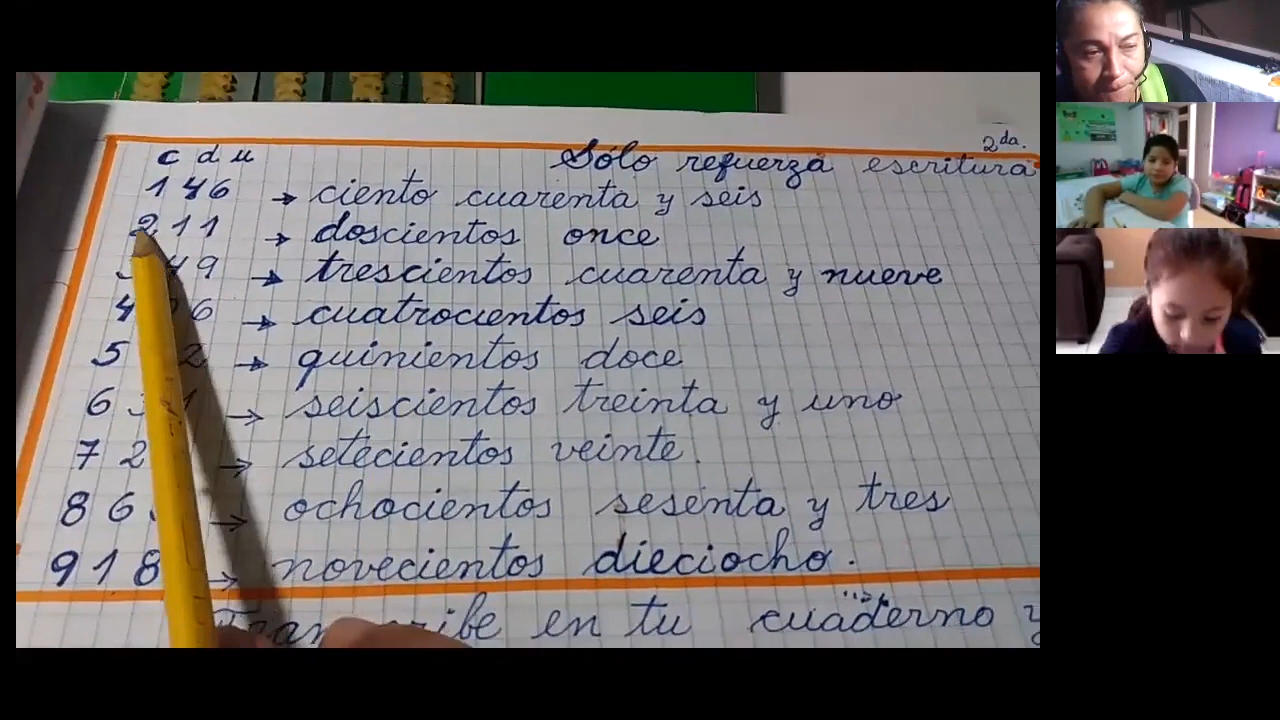 2da.
c d u Sólo refuerza escritura
146 → ciento cuarenta y seis
211 → doscientos once
49 → trescientos cuarenta y nueve
4 6 → cuatrocientos seis
5 2 → quinientos doce
6 3 1 → seiscientos treinta y uno
7 2 → setecientos veinte.
8 6 → ochocientos sesenta y tres
918 → novecientos dieciocho.
en tu cuaderno y